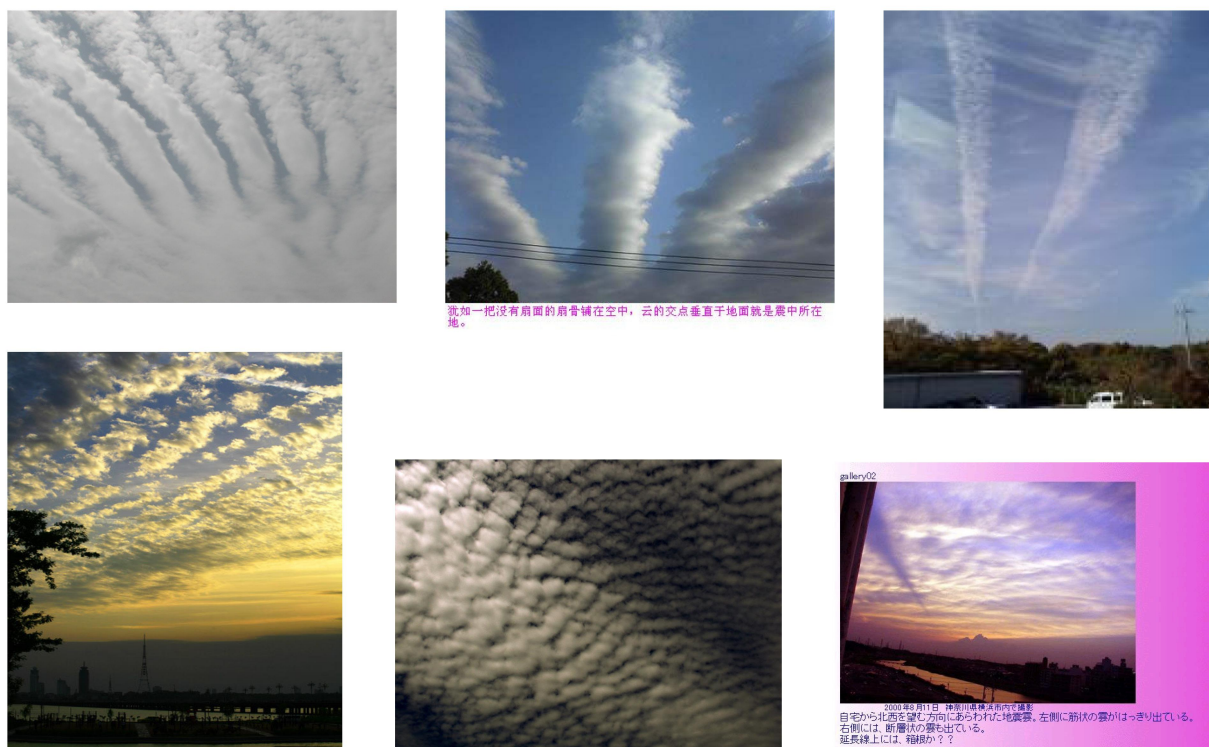 犹如一把没有扇面的扇骨铺在空中，云的交点垂直于地面就是震中所在
地。
gallery02
2000年8月11日 神奈川県横浜市内で撮影
自宅から北西を望む方向にあらわれた地震雲。左側に筋状の雲がはっきり出ている。
右側には、断層状の雲も出ている。
延長線上には、箱根か？？